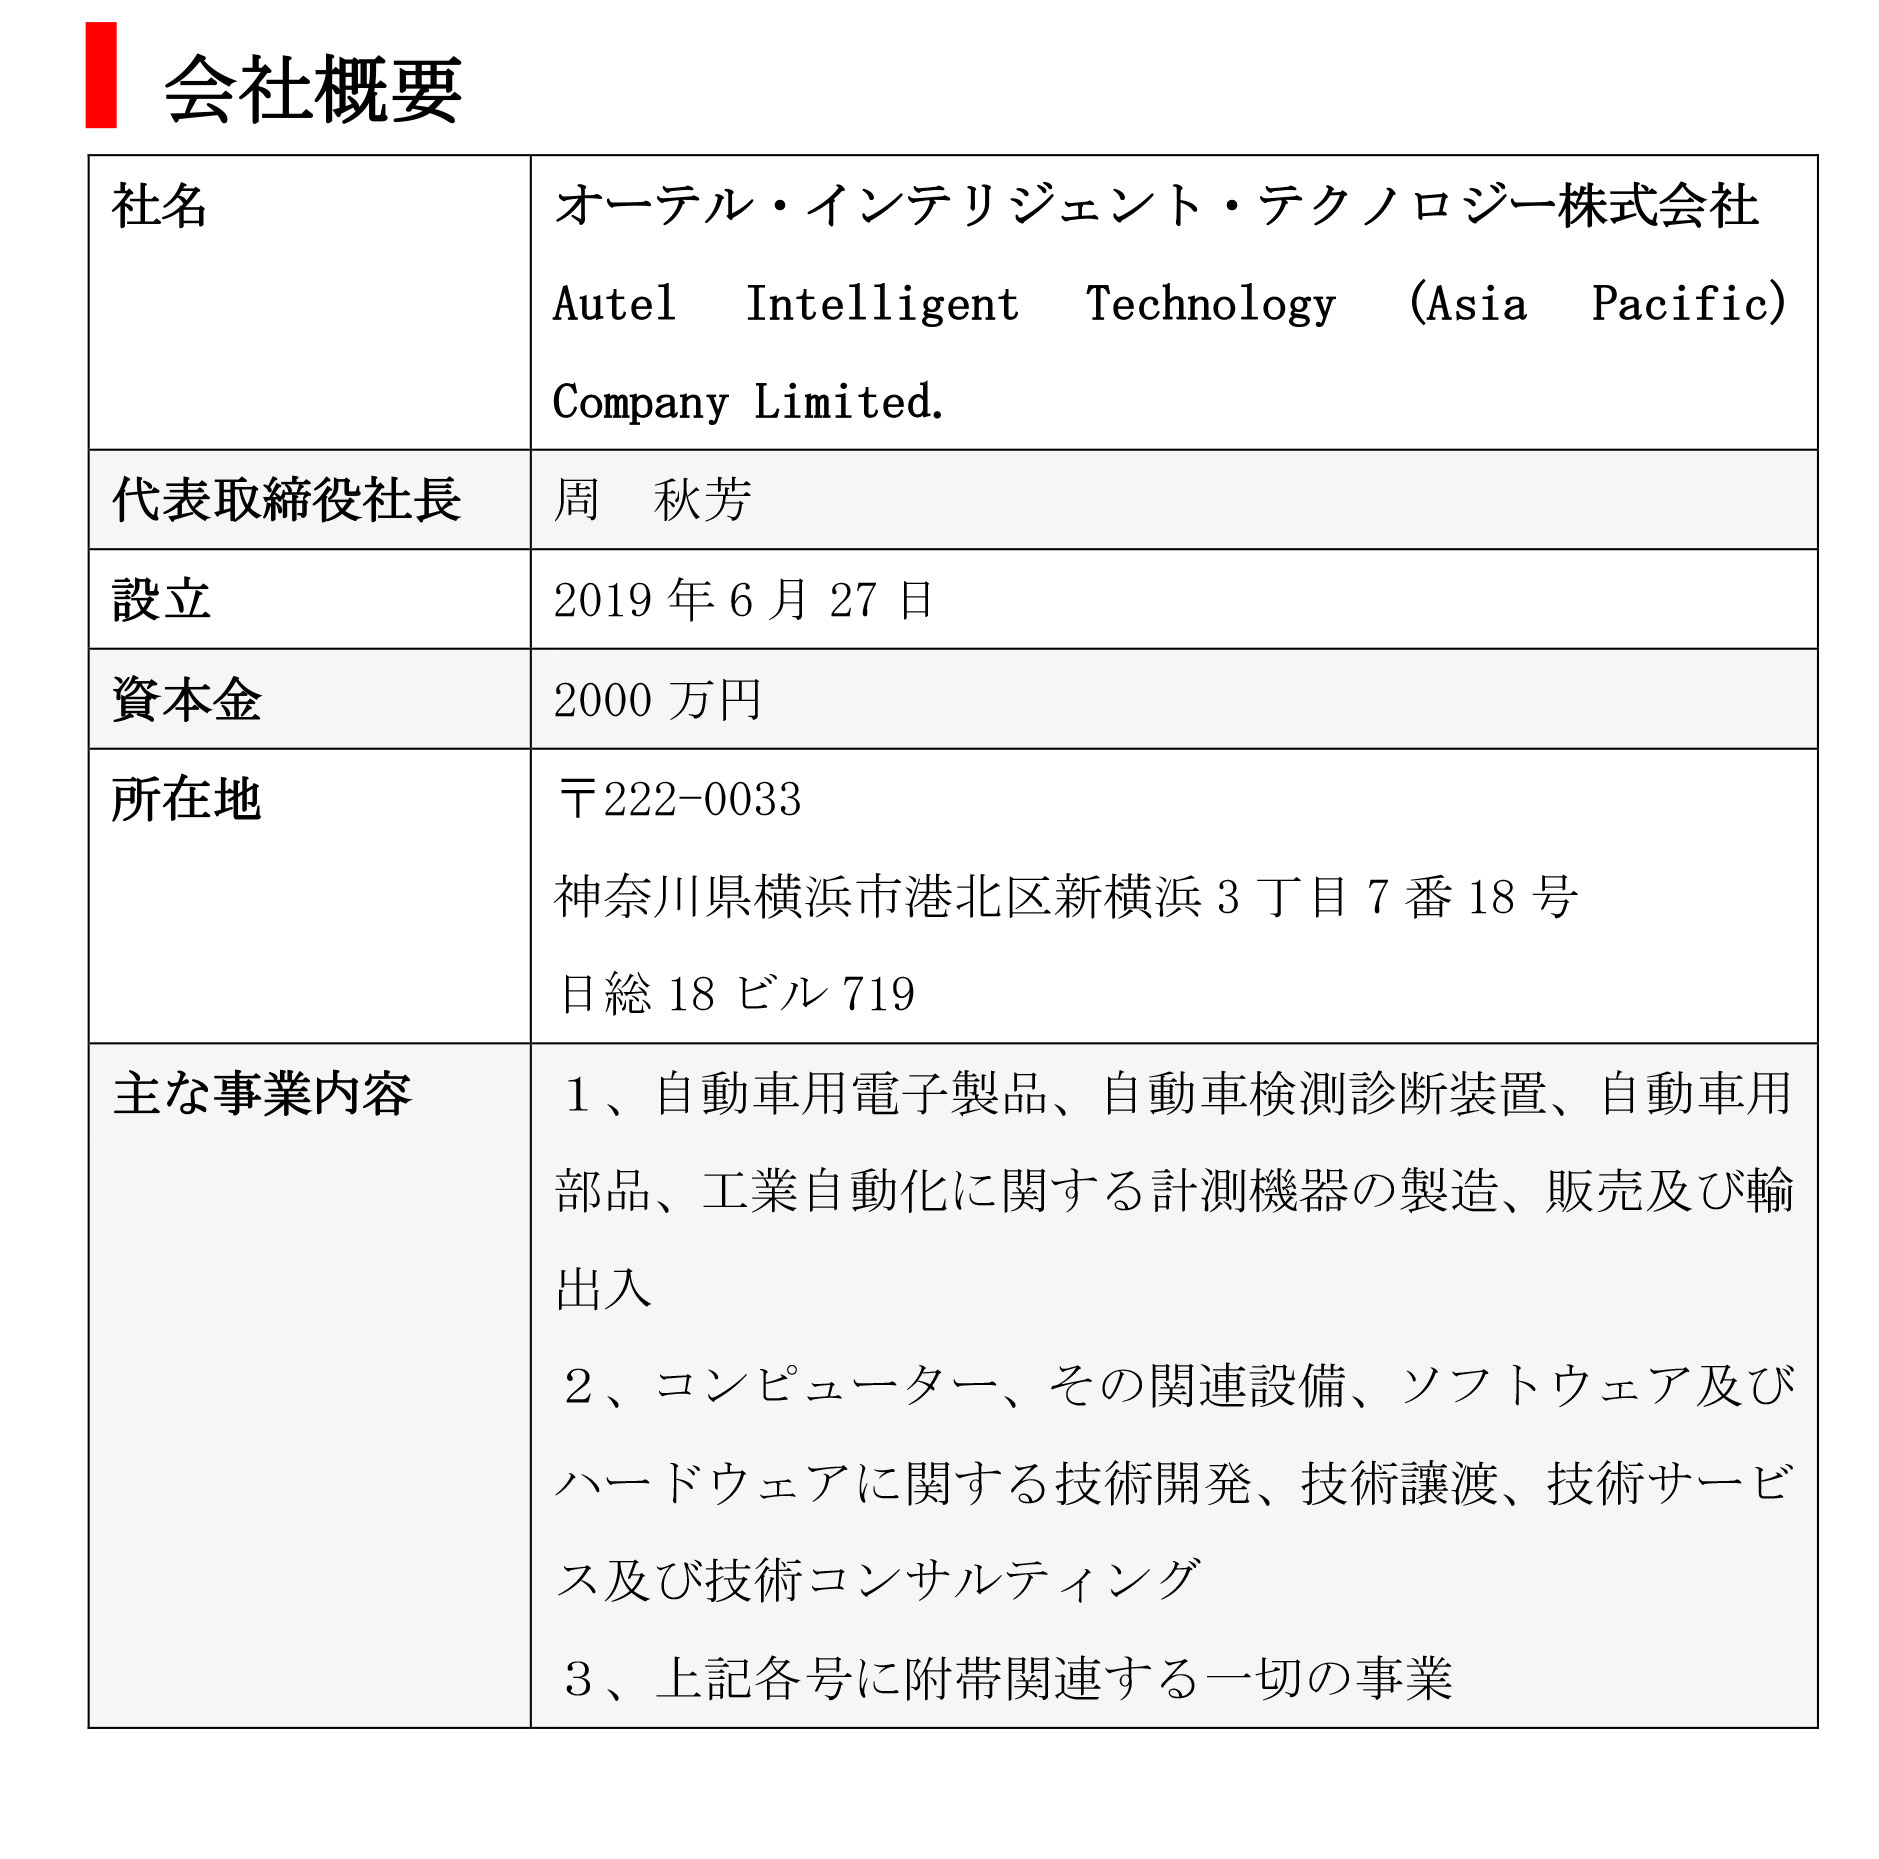 会社概要
社名
オーテル・インテリジェント・テクノロジー株式会社
Autel Intelligent Technology (Asia Pacific)
Company Limited.
代表取締役社長
周　秋芳
設立
2019 年 6 月 27 日
資本金
2000 万円
所在地
〒222-0033
神奈川県横浜市港北区新横浜 3 丁目 7 番 18 号
日総 18 ビル 719
主な事業内容
１、自動車用電子製品、自動車検測診断装置、自動車用
部品、工業自動化に関する計測機器の製造、販売及び輸
出入
２、コンピューター、その関連設備、ソフトウェア及び
ハードウェアに関する技術開発、技術譲渡、技術サービ
ス及び技術コンサルティング
３、上記各号に附帯関連する一切の事業